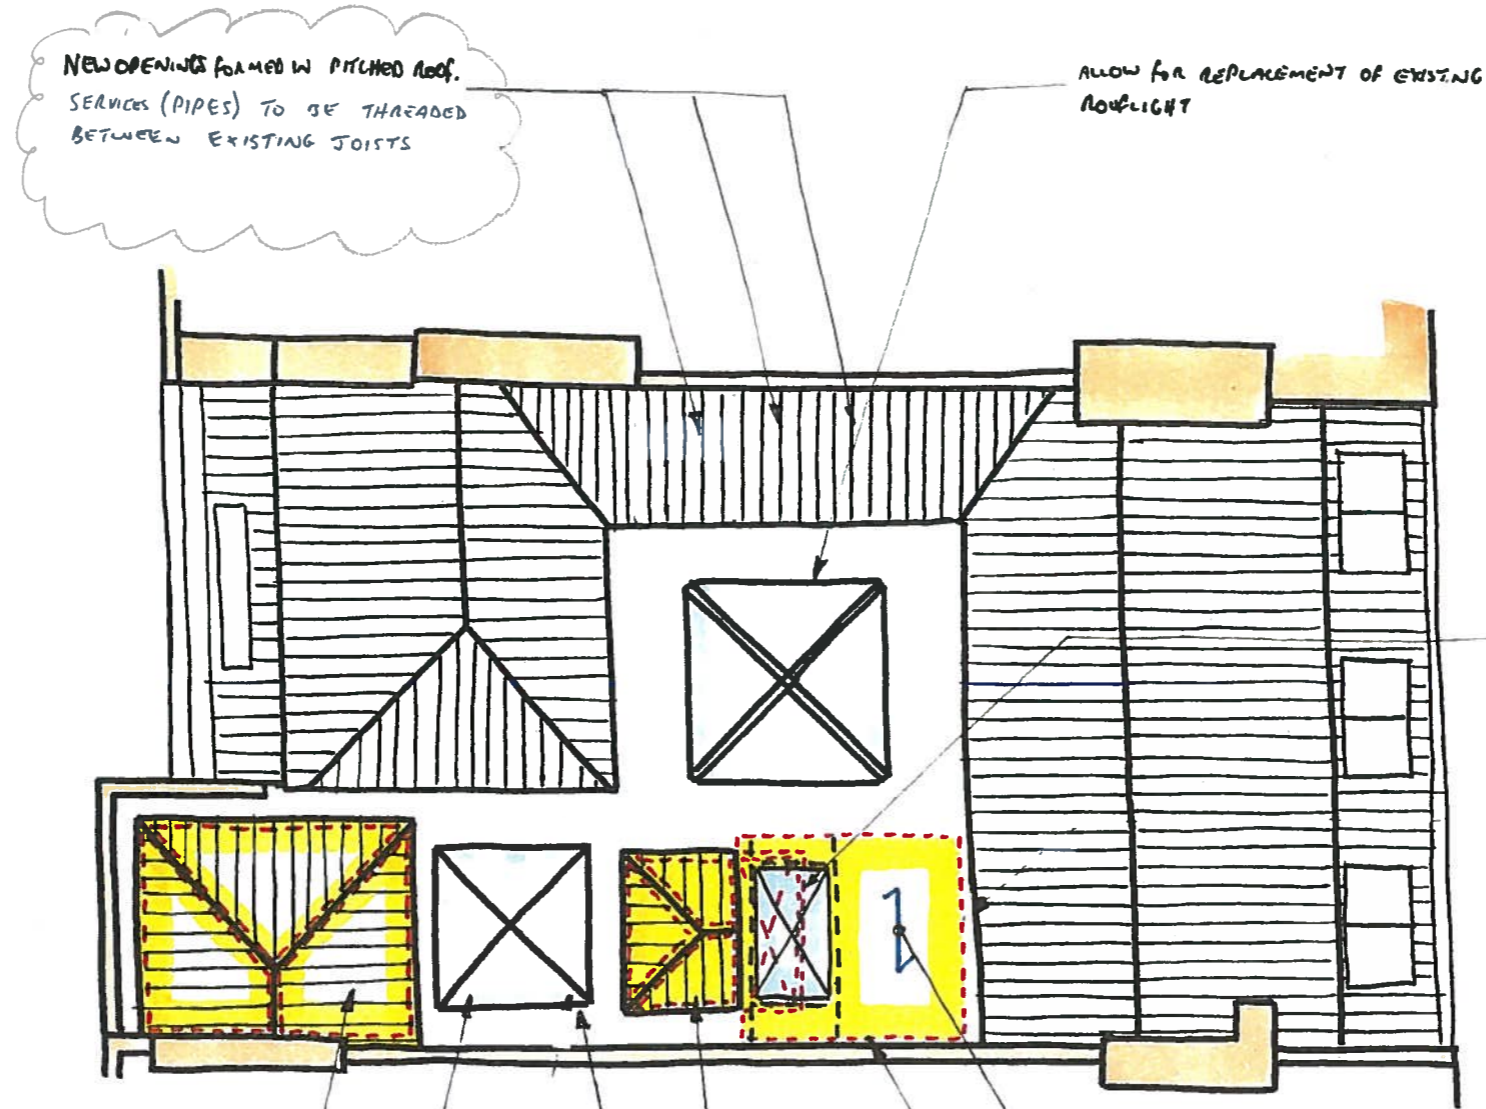 NEW OPENINGS FORMED IN PITCHED ROOF.
SERVICES (PIPES) TO BE THREADED
BETWEEN EXISTING JOISTS
ALLOW FOR REPLACEMENT OF EXISTING
ROOFLIGHT